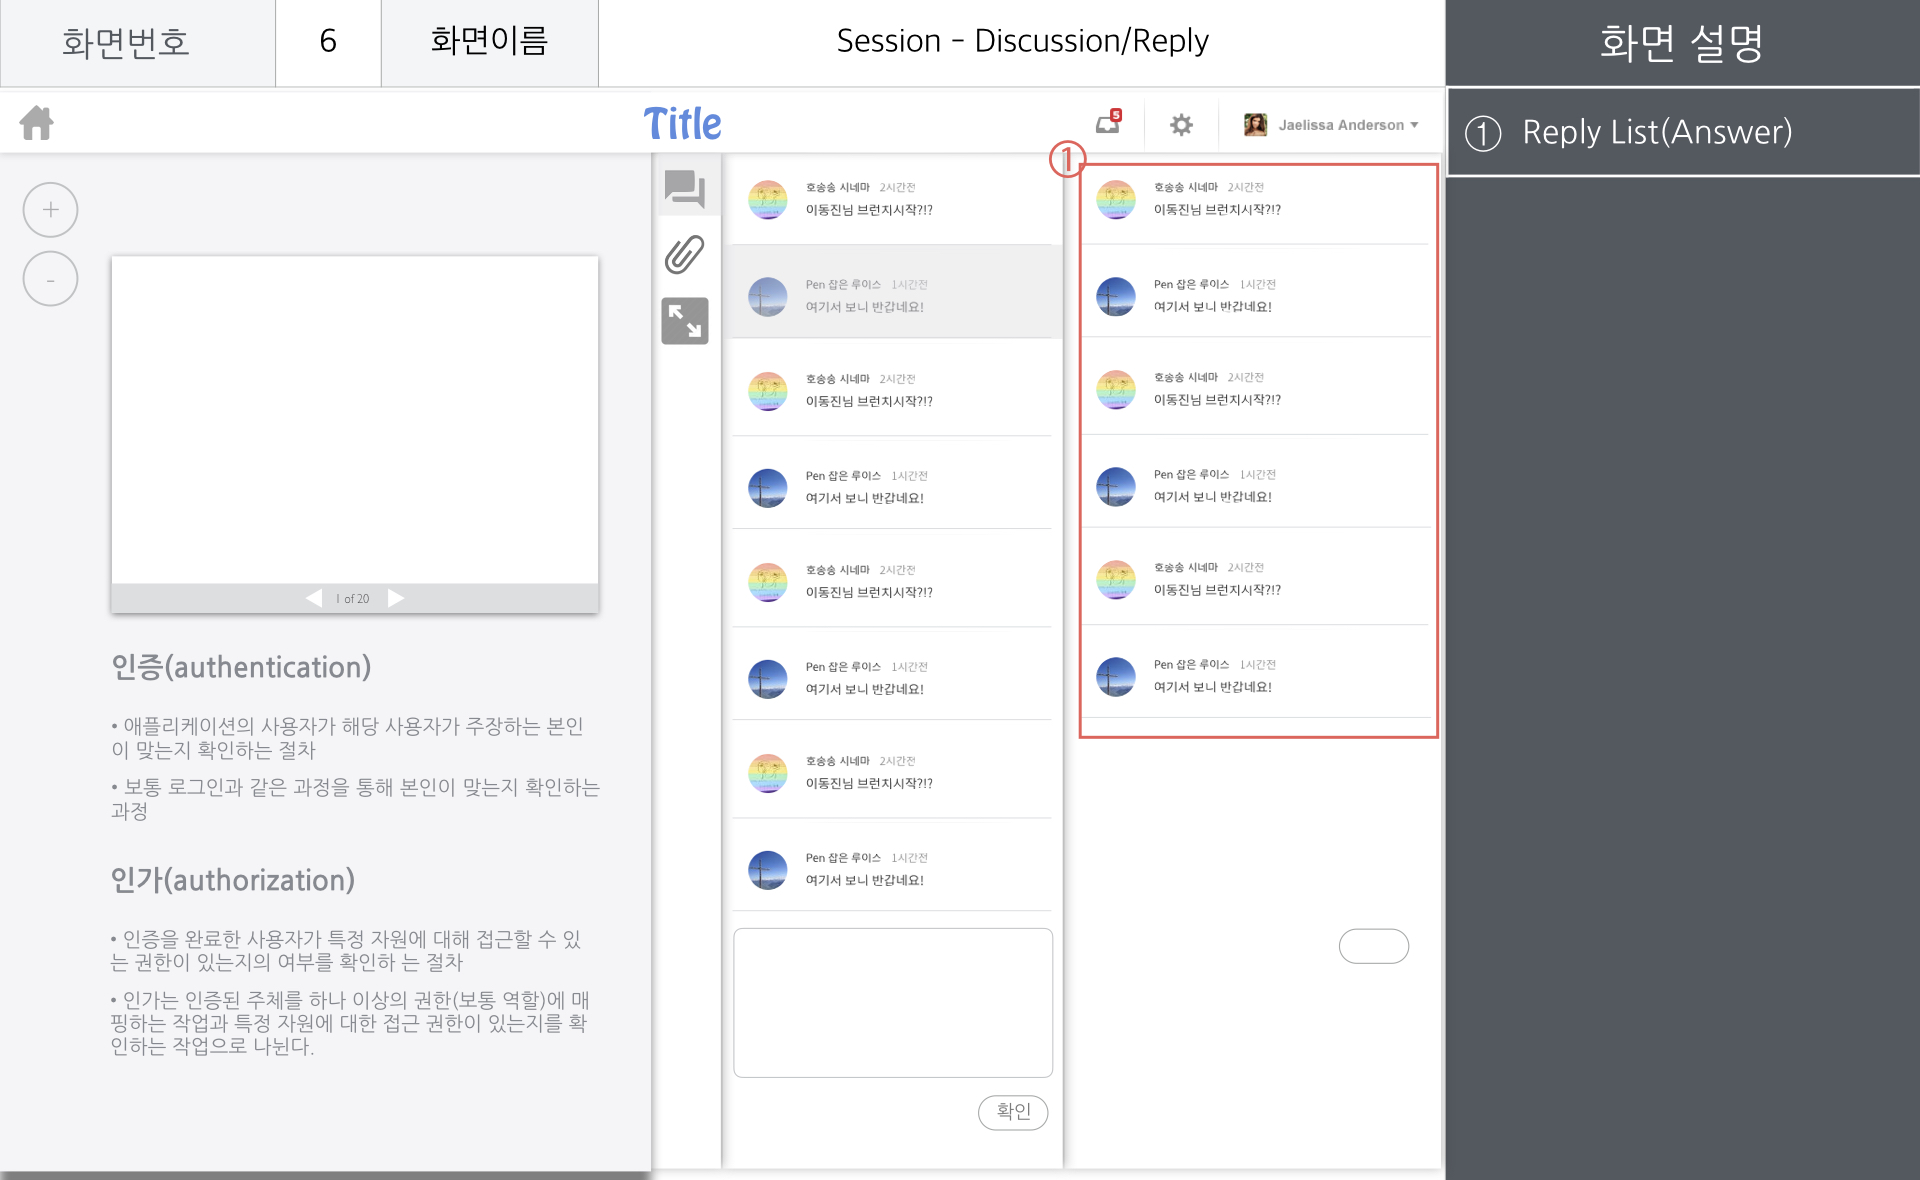 화면번호
6
화면이름
Session - Discussion/Reply
화면 설명
Title
5
Jaelissa Anderson
① Reply List(Answer)
+
-
1 of 20
인증(authentication)
• 애플리케이션의 사용자가 해당 사용자가 주장하는 본인
이 맞는지 확인하는 절차
• 보통 로그인과 같은 과정을 통해 본인이 맞는지 확인하는
과정
인가(authorization)
• 인증을 완료한 사용자가 특정 자원에 대해 접근할 수 있
는 권한이 있는지의 여부를 확인하 는 절차
• 인가는 인증된 주체를 하나 이상의 권한(보통 역할)에 매
핑하는 작업과 특정 자원에 대한 접근 권한이 있는지를 확
인하는 작업으로 나뉜다.
호송송 시네마 2시간전
이동진님 브런치시작?!?
Pen 잡은 루이스 1시간전
여기서 보니 반갑네요!
호송송 시네마 2시간전
이동진님 브런치시작?!?
Pen 잡은 루이스 1시간전
여기서 보니 반갑네요!
호송송 시네마 2시간전
이동진님 브런치시작?!?
Pen 잡은 루이스 1시간전
여기서 보니 반갑네요!
호송송 시네마 2시간전
이동진님 브런치시작?!?
Pen 잡은 루이스 1시간전
여기서 보니 반갑네요!
확인
①
호송송 시네마 2시간전
이동진님 브런치시작?!?
Pen 잡은 루이스 1시간전
여기서 보니 반갑네요!
호송송 시네마 2시간전
이동진님 브런치시작?!?
Pen 잡은 루이스 1시간전
여기서 보니 반갑네요!
호송송 시네마 2시간전
이동진님 브런치시작?!?
Pen 잡은 루이스 1시간전
여기서 보니 반갑네요!